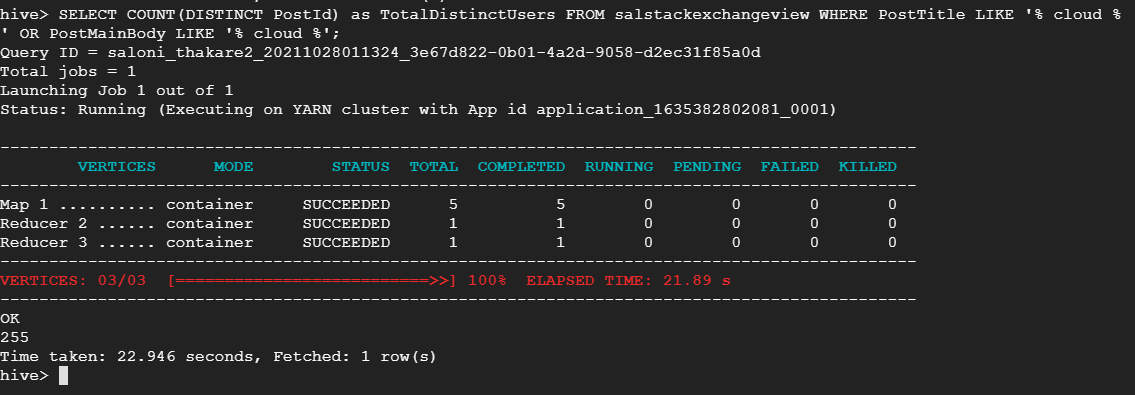 hive> SELECT COUNT(DISTINCT PostId) as TotalDistinctUsers FROM salstackexchangeview WHERE PostTitle LIKE '% cloud %
' OR PostMainBody LIKE '% cloud %';
Query ID = saloni_thakare2_20211028011324_3e67d822-0b01-4a2d-9058-d2ec31f85a0d
Total jobs = 1
Launching Job 1 out of 1
Status: Running (Executing on YARN cluster with App id application_1635382802081_0001)
----------------------------------------------------------------------------------------------
        VERTICES      MODE        STATUS  TOTAL  COMPLETED  RUNNING  PENDING  FAILED  KILLED
----------------------------------------------------------------------------------------------
Map 1 .......... container     SUCCEEDED      5          5        0        0       0       0
Reducer 2 ...... container     SUCCEEDED      1          1        0        0       0       0
Reducer 3 ...... container     SUCCEEDED      1          1        0        0       0       0
----------------------------------------------------------------------------------------------
VERTICES: 03/03  [==========================>>] 100%  ELAPSED TIME: 21.89 s
----------------------------------------------------------------------------------------------
OK
255
Time taken: 22.946 seconds, Fetched: 1 row(s)
hive>